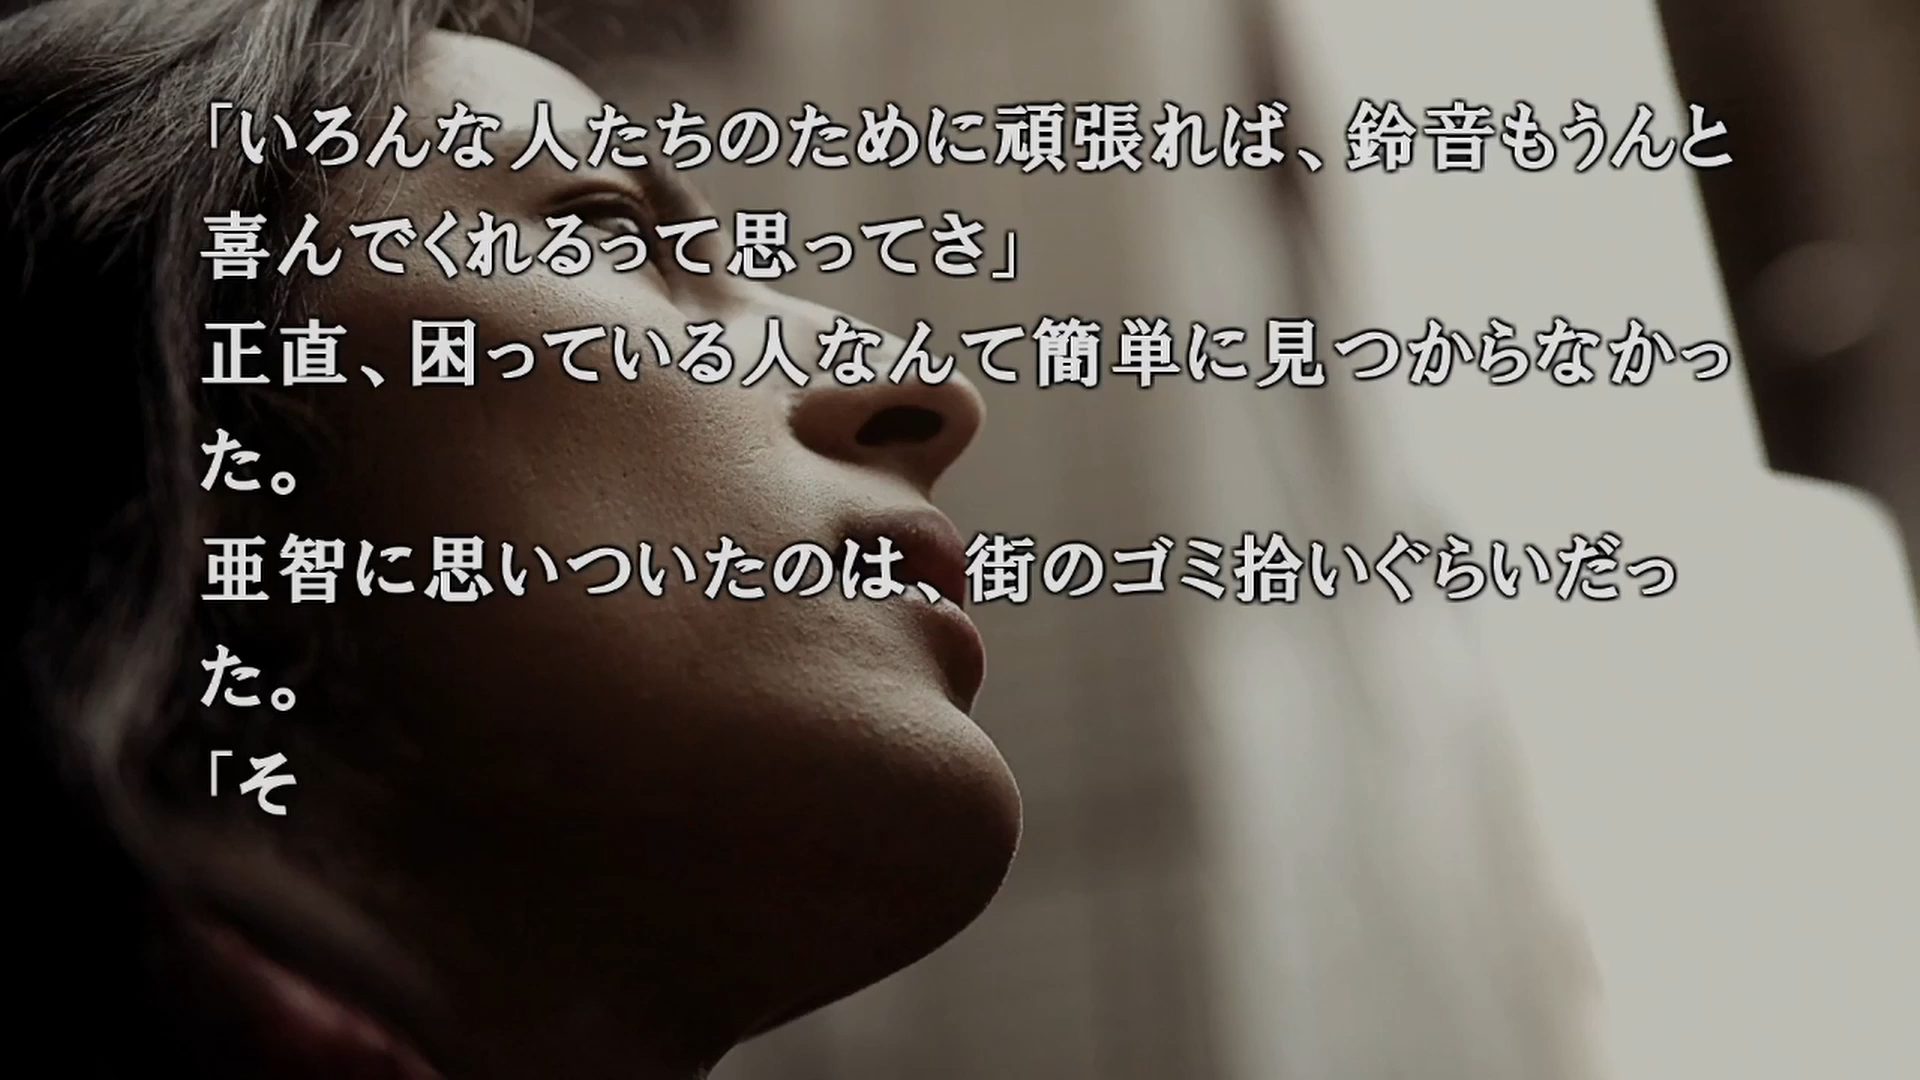 「いろんな人たちのために頑張れば、鈴音もうんと
喜んでくれるって思ってさ」
正直、困っている人なんて簡単に見つからなかっ
た。
亜智に思いついたのは、街のゴミ拾いぐらいだっ
た。
「そ